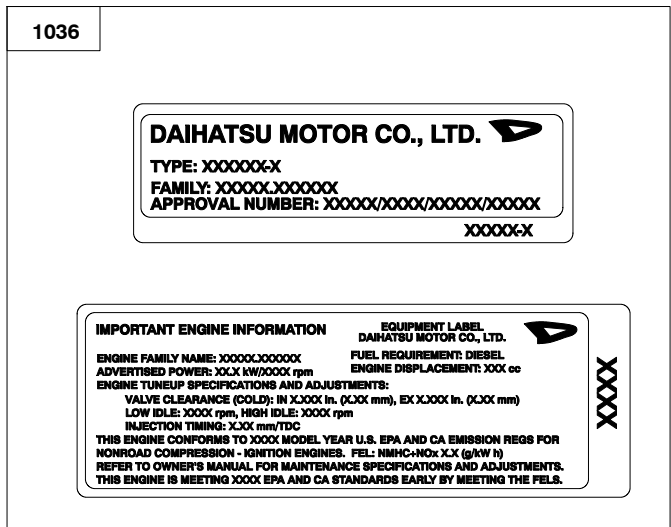 1036
DAIHATSU MOTOR CO., LTD.
TYPE: XXXXXX-X
FAMILY: XXXXX.XXXXXX
APPROVAL NUMBER: XXXXX/XXXX/XXXXX/XXXXX
XXXXX-X
IMPORTANT ENGINE INFORMATION
EQUIPMENT LABEL
DAIHATSU MOTOR CO., LTD.
ENGINE FAMILY NAME: XXXXX.XXXXXX
FUEL REQUIREMENT: DIESEL
ADVERTISED POWER: XX.X kW/XXXX rpm
ENGINE DISPLACEMENT: XXX cc
ENGINE TUNEUP SPECIFICATIONS AND ADJUSTMENTS:
VALVE CLEARANCE (COLD): IN X.XXX In. (X.XX mm), EX X.XXX In. (X.XX mm)
LOW IDLE: XXXX rpm, HIGH IDLE: XXXX rpm
INJECTION TIMING: X.XX mm/TDC
THIS ENGINE CONFORMS TO XXXX MODEL YEAR U.S. EPA AND CA EMISSION REGS FOR
NONROAD COMPRESSION - IGNITION ENGINES. FEL: NMHC+NOx X.X (g/kW h)
REFER TO OWNER'S MANUAL FOR MAINTENANCE SPECIFICATIONS AND ADJUSTMENTS.
THIS ENGINE IS MEETING XXXX EPA AND CA STANDARDS EARLY BY MEETING THE FELS.
XXXX